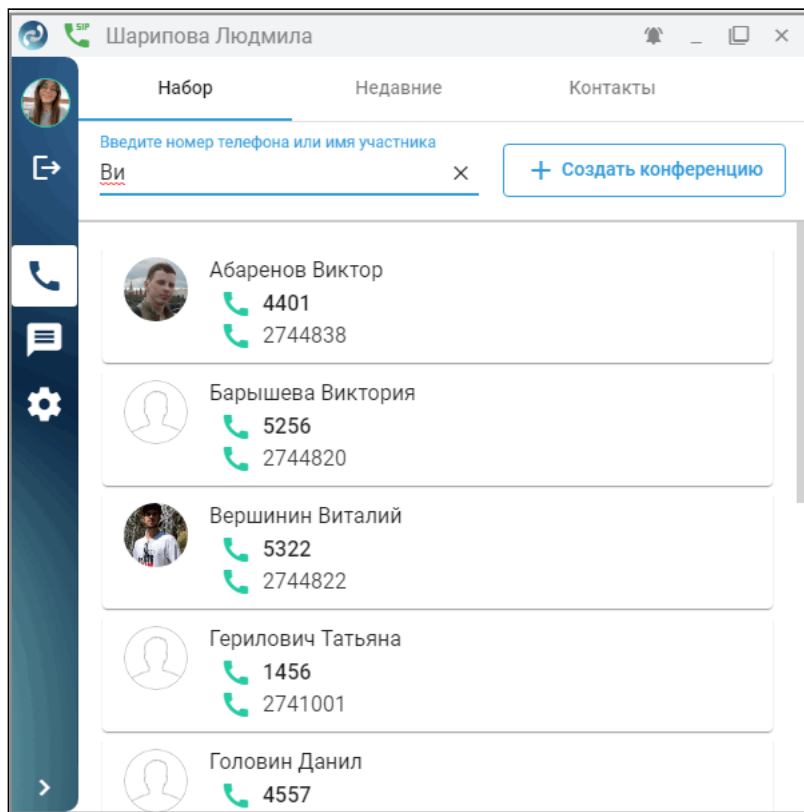 SIP
Шарипова Людмила
Набор Недавние Контакты
Введите номер телефона или имя участника
Ви
+ Создать конференцию
Абаренов Виктор
4401
2744838
Барышева Виктория
5256
2744820
Вершинин Виталий
5322
2744822
Герилович Татьяна
1456
2741001
Головин Данил
4557